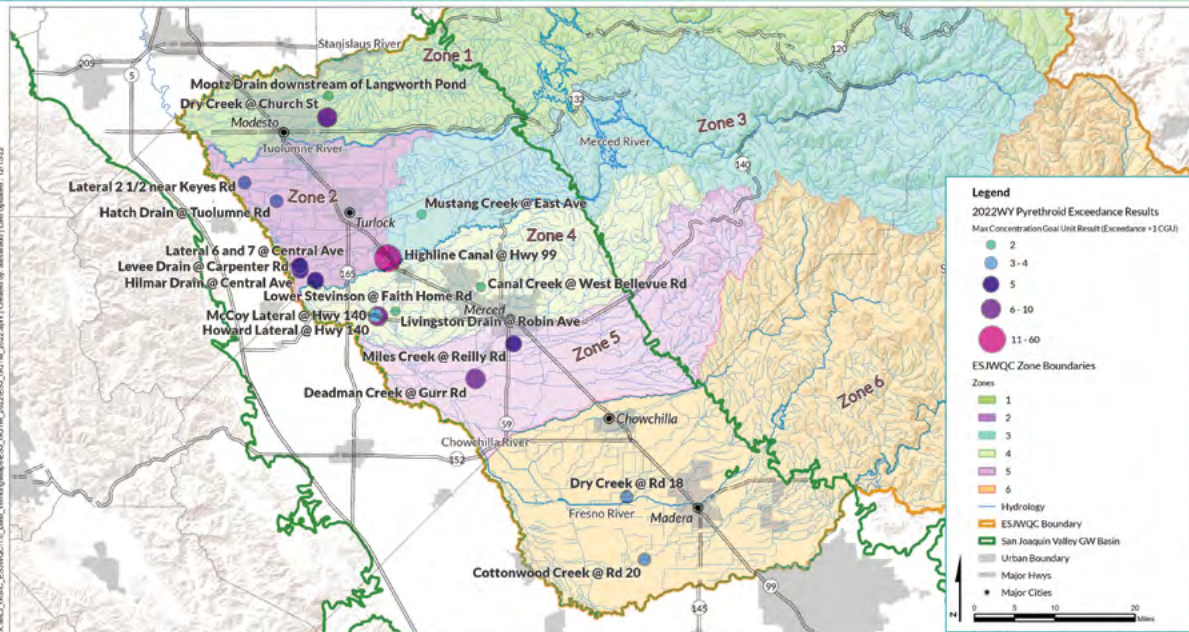 Stanislaus River
Zone 1
120
205
5
Mootz Drain downstream of Langworth Pond
132
Dry Creek @ Church St
Modesto
Zone 3
Tuolumne River
Merced River
140
Lateral 2 1/2 near Keyes Rd
Zone 2
Hatch Drain @ Tuolumne Rd
Mustang Creek @ East Ave
Turlock
Zone 4
Lateral 6 and 7 @ Central Ave
Highline Canal @ Hwy 99
Levee Drain @ Carpenter Rd
165
Hilmar Drain @ Central Ave
Canal Creek @ West Bellevue Rd
Lower Stevinson @ Faith Home Rd
Merced
McCoy Lateral @ Hwy 140
Livingston Drain @ Robin Ave
Howard Lateral @ Hwy 140
Miles Creek @ Reilly Rd
Zone 5
Deadman Creek @ Gurr Rd
Zone 6
59
Chowchilla
Chowchilla River
152
Dry Creek @ Rd 18
Fresno River
Madera
Cottonwood Creek @ Rd 20
99
145
Legend
2022WY Pyrethroid Exceedance Results
Max Concentration Goal Unit Result (Exceedance >1 CGU)
2
3 - 4
5
6 - 10
11 - 60
ESJWQC Zone Boundaries
Zones
1
2
3
4
5
6
Hydrology
ESJWQC Boundary
San Joaquin Valley GW Basin
Urban Boundary
Major Hwys
Major Cities
N
0 5 10 20
Miles